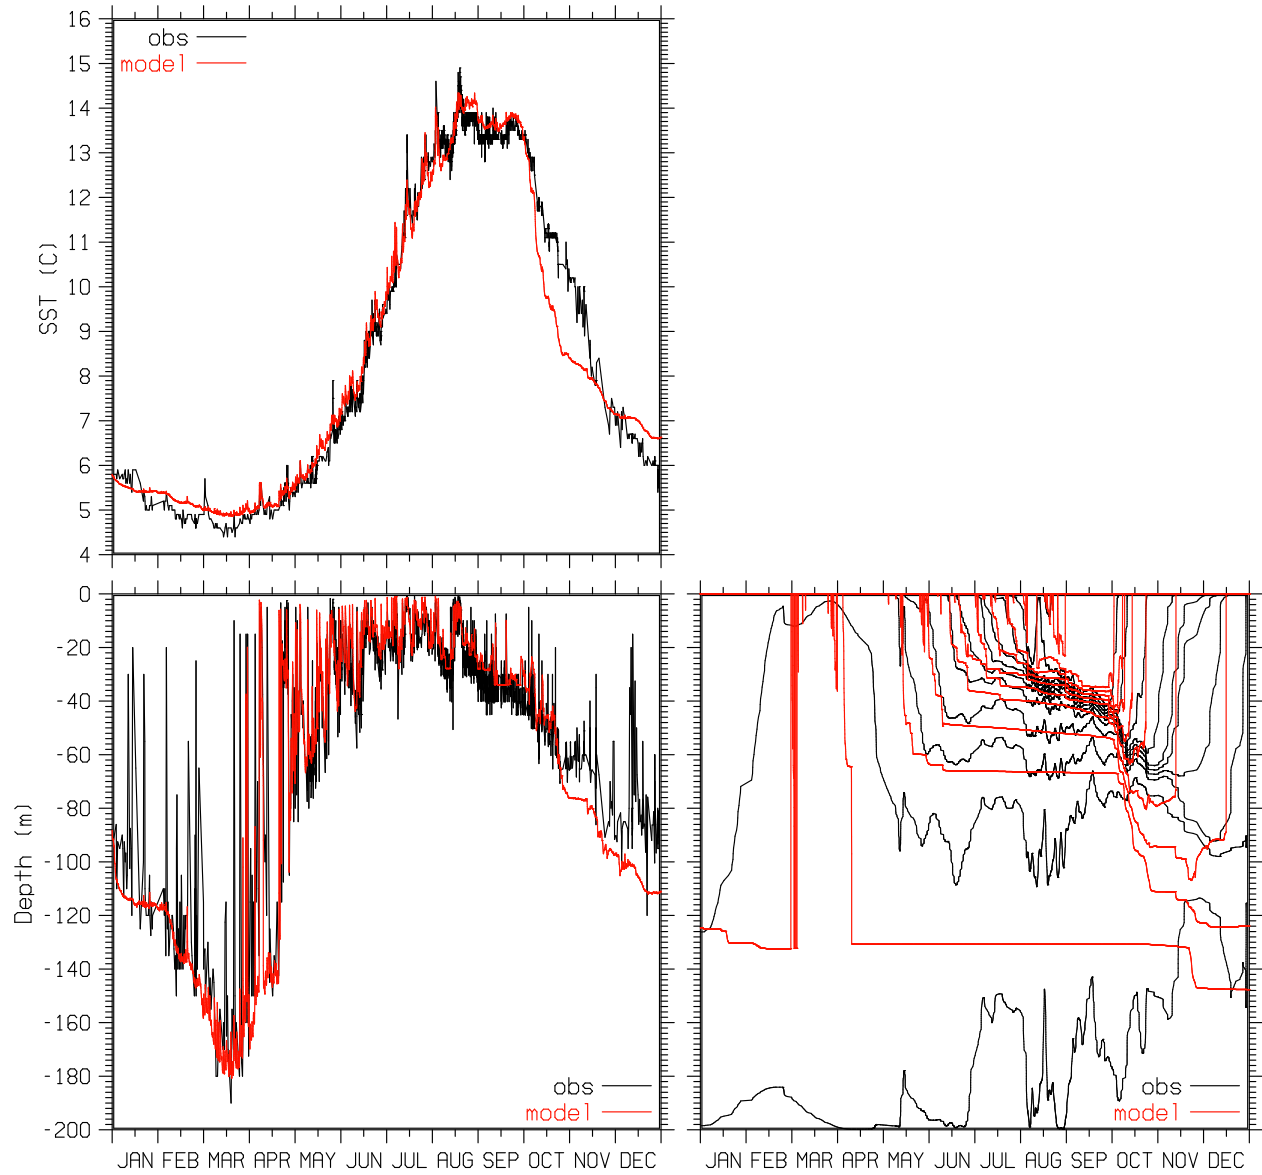 16
15
14
13
12
11
10
9
8
7
6
5
4
SST (C)
obs
model
0
-20
-40
-60
-80
-100
-120
-140
-160
-180
-200
Depth (m)
obs
model
JAN FEB MAR APR MAY JUN JUL AUG SEP OCT NOV DEC
obs
model
JAN FEB MAR APR MAY JUN JUL AUG SEP OCT NOV DEC